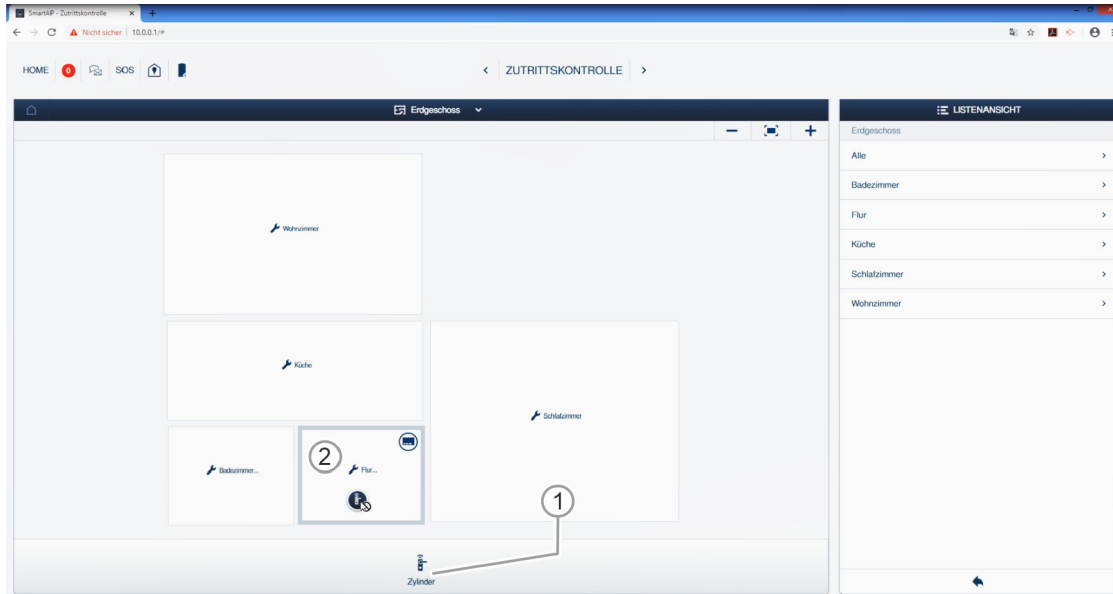 SmartAP - Zutrittskontrolle
Nicht sicher | 10.0.0.1/#
HOME 0 SOS
ZUTRITTSKONTROLLE
Erdgeschoss
LISTENANSICHT
Erdgeschoss
Alle
Badezimmer
Flur
Küche
Schlafzimmer
Wohnzimmer
Wohnzimmer
Küche
Schlafzimmer
Badezimmer...
2
Flur...
1
Zylinder